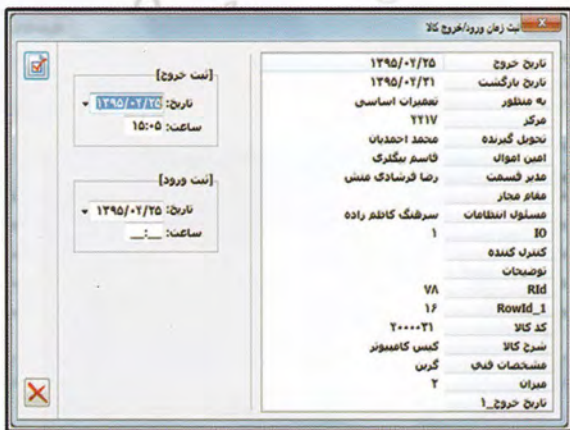 ثبت زمان ورود/خروج کالا
تاریخ خروج ۱۳۹۵/۰۲/۲۵
تاریخ بازگشت ۱۳۹۵/۰۲/۳۱
به منظور تعمیرات اساسی
مرکز ۲۲۱۷
تحویل گیرنده محمد احمدیان
امین اموال قاسم بیگلری
مدیر قسمت رضا فرشادی منش
مقام مجاز
مسئول انتظامات سرهنگ کاظم زاده
IO ۱
کنترل کننده
توضیحات
RId ۷۸
RowId_1 ۱۶
کد کالا ۲۰۰۰۰۳۱
شرح کالا کیس کامپیوتر
مشخصات فنی گرین
میزان ۲
تاریخ خروج_۱
[ثبت خروج]
تاریخ: ۱۳۹۵/۰۲/۲۵
ساعت: ۱۵:۰۵
[ثبت ورود]
تاریخ: ۱۳۹۵/۰۲/۲۵
ساعت: __:__